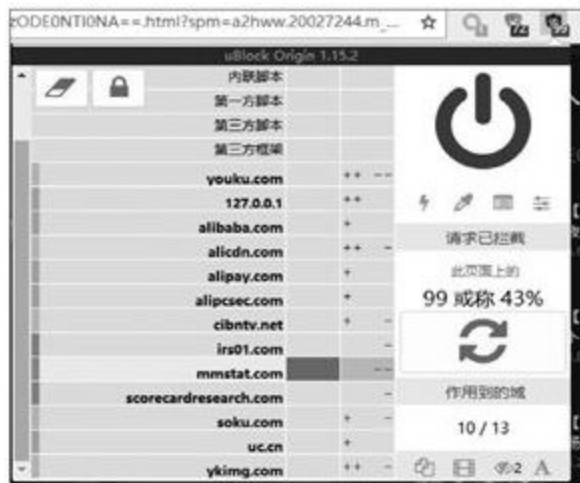 zODE0NTI0NA==.html?spm=a2hww.20027244.m_...
uBlock Origin 1.15.2
内联脚本
第一方脚本
第三方脚本
第三方框架
youku.com ++ --
127.0.0.1 ++
alibaba.com +
alicdn.com ++ -
alipay.com +
alipcsec.com +
cibntv.net + -
irs01.com -
mmstat.com --
scorecardresearch.com -
soku.com + -
uc.cn +
ykimg.com ++ -
请求已拦截
此页面上的
99 或称 43%
作用到的域
10 / 13
2 A